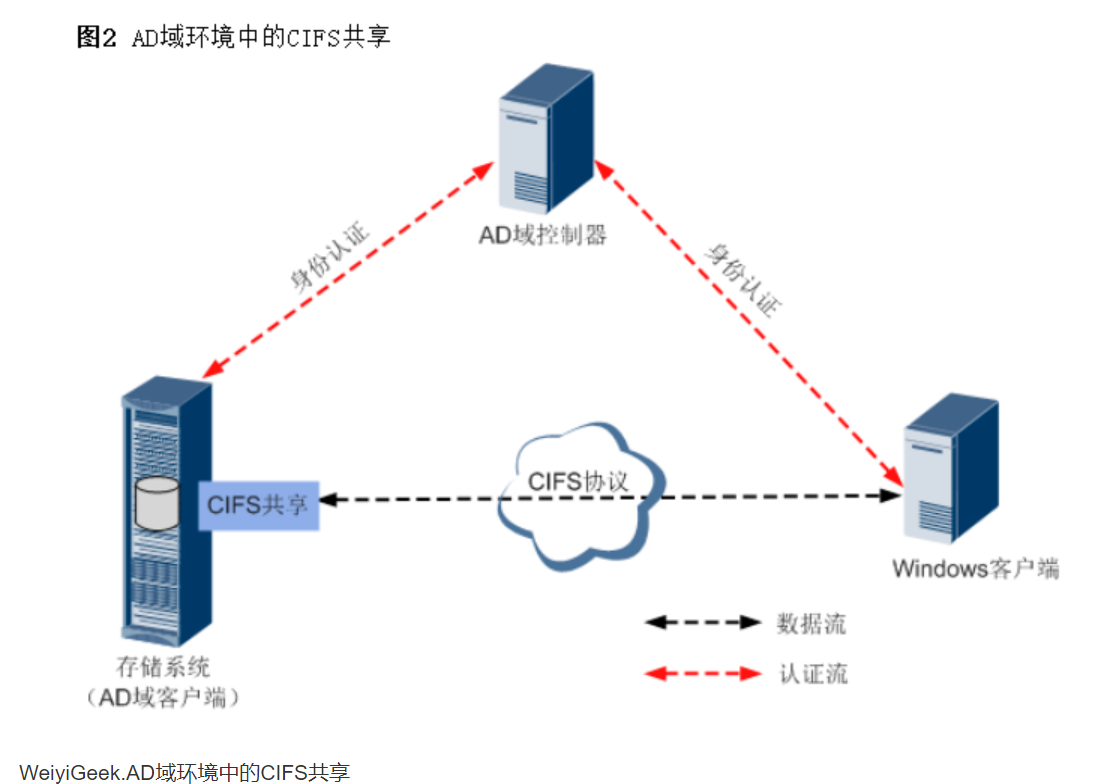 图2 AD域环境中的CIFS共享
AD域控制器
身份认证
身份认证
CIFS协议
CIFS共享
Windows客户端
数据流
存储系统
（AD域客户端）
认证流
WeiyiGeek.AD域环境中的CIFS共享